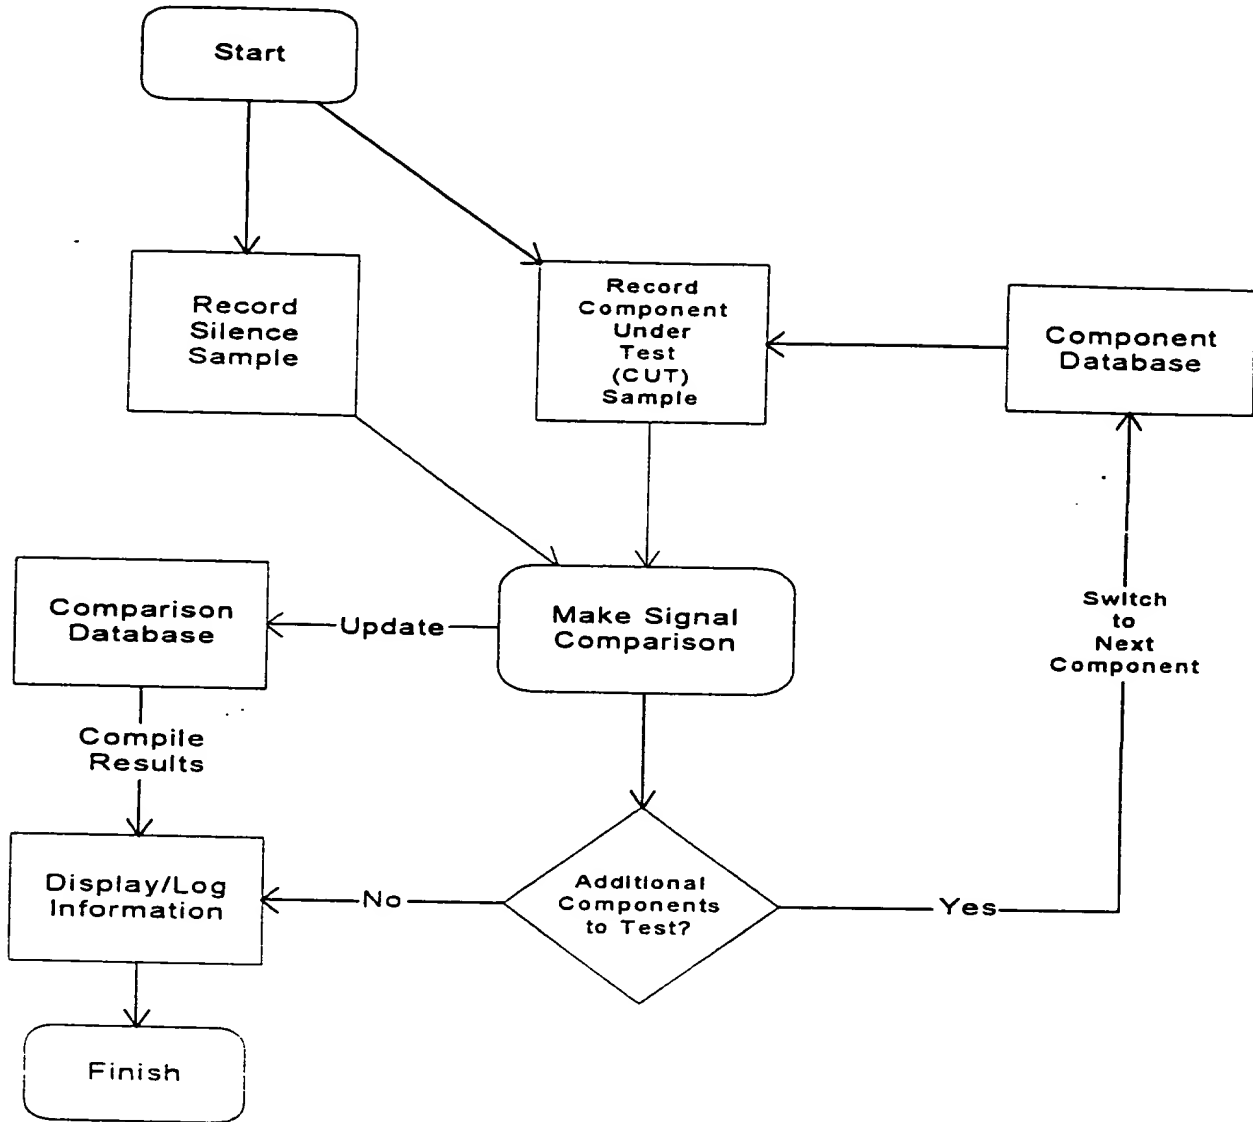 Start
Record
Silence
Sample
Record
Component
Under
Test
(CUT)
Sample
Component
Database
Comparison
Database
Update
Make Signal
Comparison
Switch
to
Next
Component
Compile
Results
Display/Log
Information
No
Additional
Components
to Test?
Yes
Finish